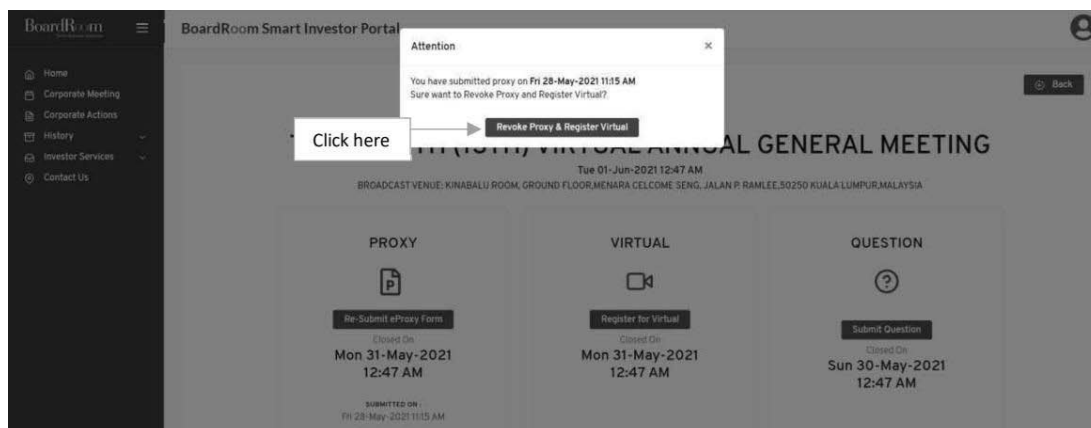 BoardRoom
BoardRoom Smart Investor Portal
Attention
×
You have submitted proxy on Fri 28-May-2021 11:15 AM
Sure want to Revoke Proxy and Register Virtual?
Revoke Proxy & Register Virtual
Click here
Home
Corporate Meeting
Corporate Actions
History
Investor Services
Contact Us
Back
VIRTUAL ANNUAL GENERAL MEETING
Tue 01-Jun-2021 12:47 AM
BROADCAST VENUE: KINABALU ROOM, GROUND FLOOR,MENARA CELCOME SENG, JALAN P. RAMLEE,50250 KUALA LUMPUR,MALAYSIA
PROXY
P
Re-Submit eProxy Form
Closed On
Mon 31-May-2021
12:47 AM
SUBMITTED ON :
Fri 28-May-2021 11:15 AM
VIRTUAL
Register for Virtual
Closed On
Mon 31-May-2021
12:47 AM
QUESTION
?
Submit Question
Closed On
Sun 30-May-2021
12:47 AM